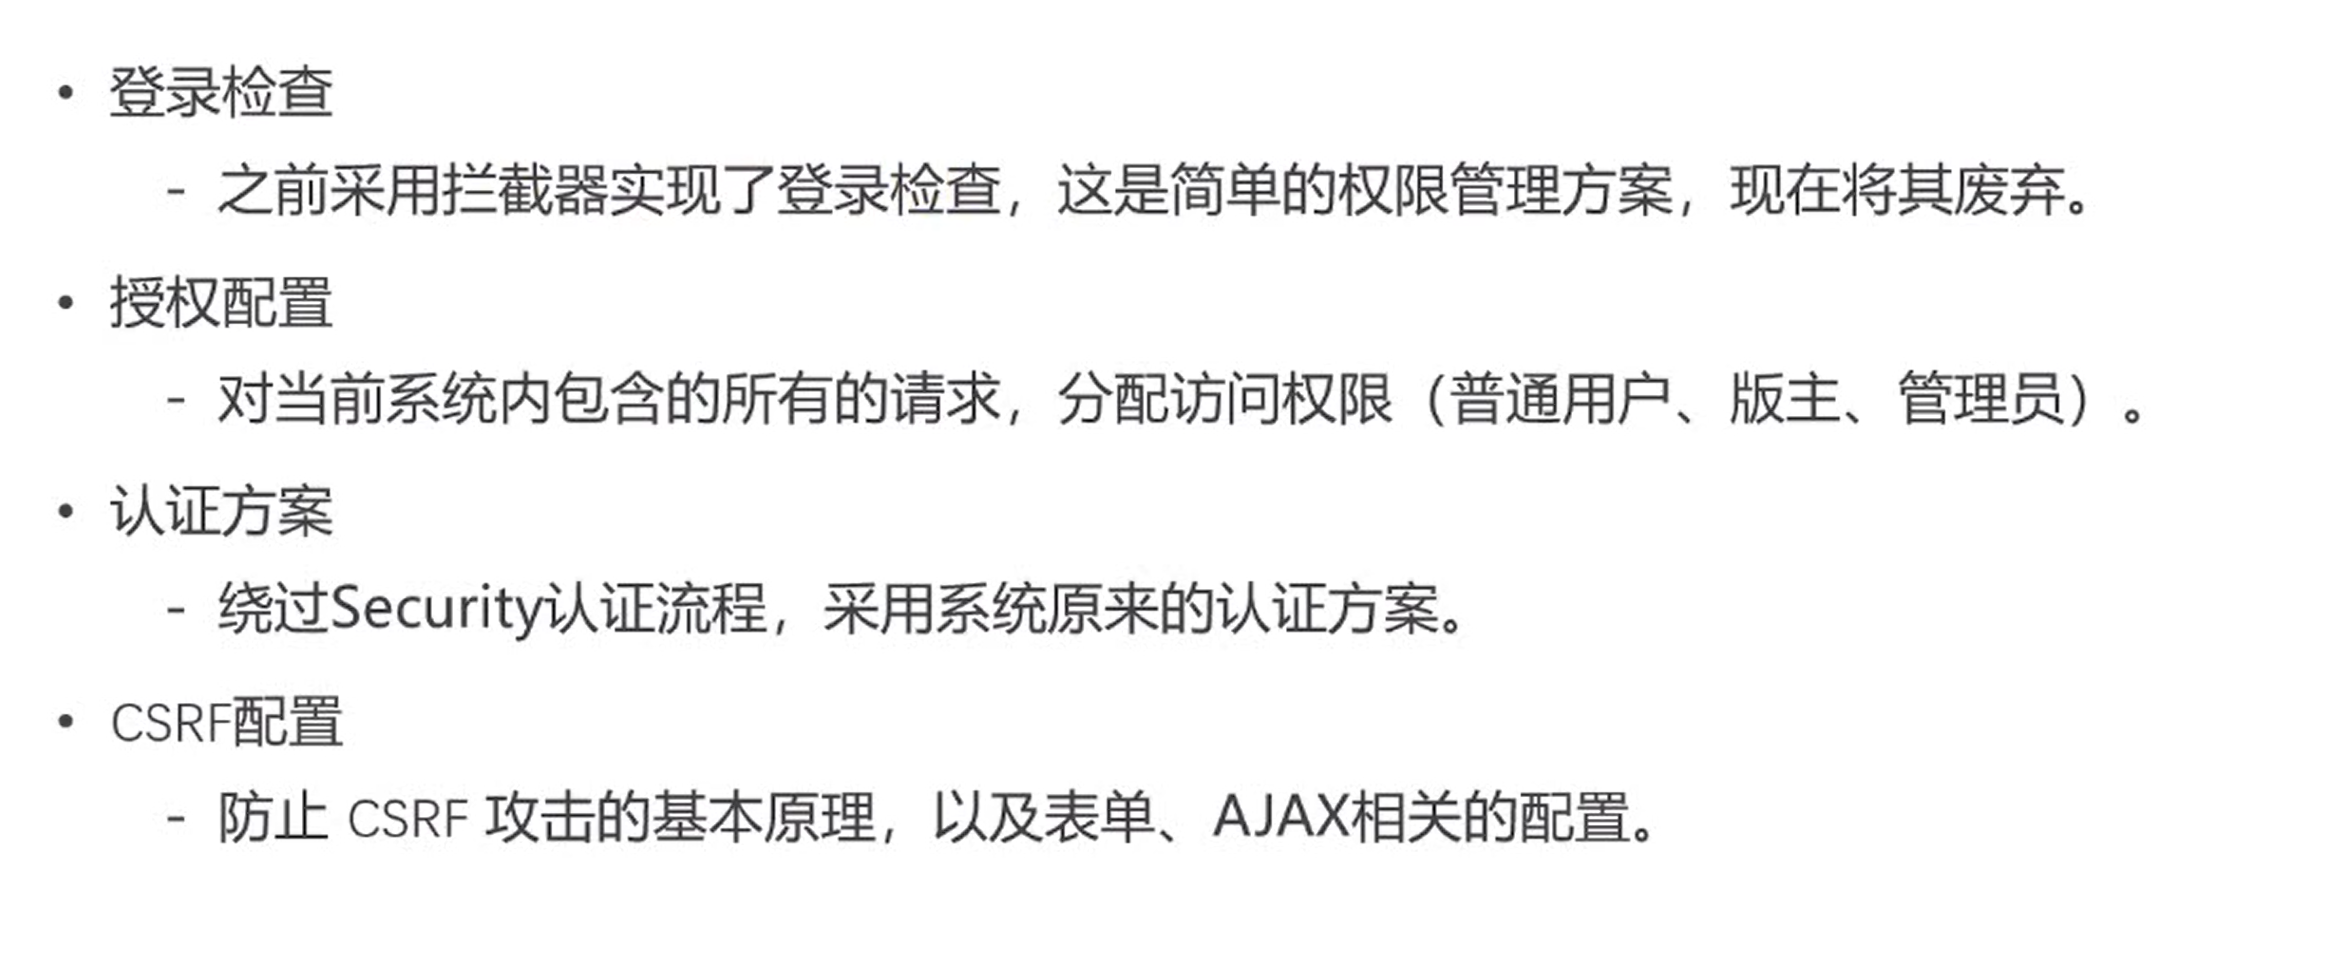 • 登录检查
- 之前采用拦截器实现了登录检查，这是简单的权限管理方案，现在将其废弃。
• 授权配置
- 对当前系统内包含的所有的请求，分配访问权限（普通用户、版主、管理员）。
• 认证方案
- 绕过Security认证流程，采用系统原来的认证方案。
• CSRF配置
- 防止 CSRF 攻击的基本原理，以及表单、AJAX相关的配置。